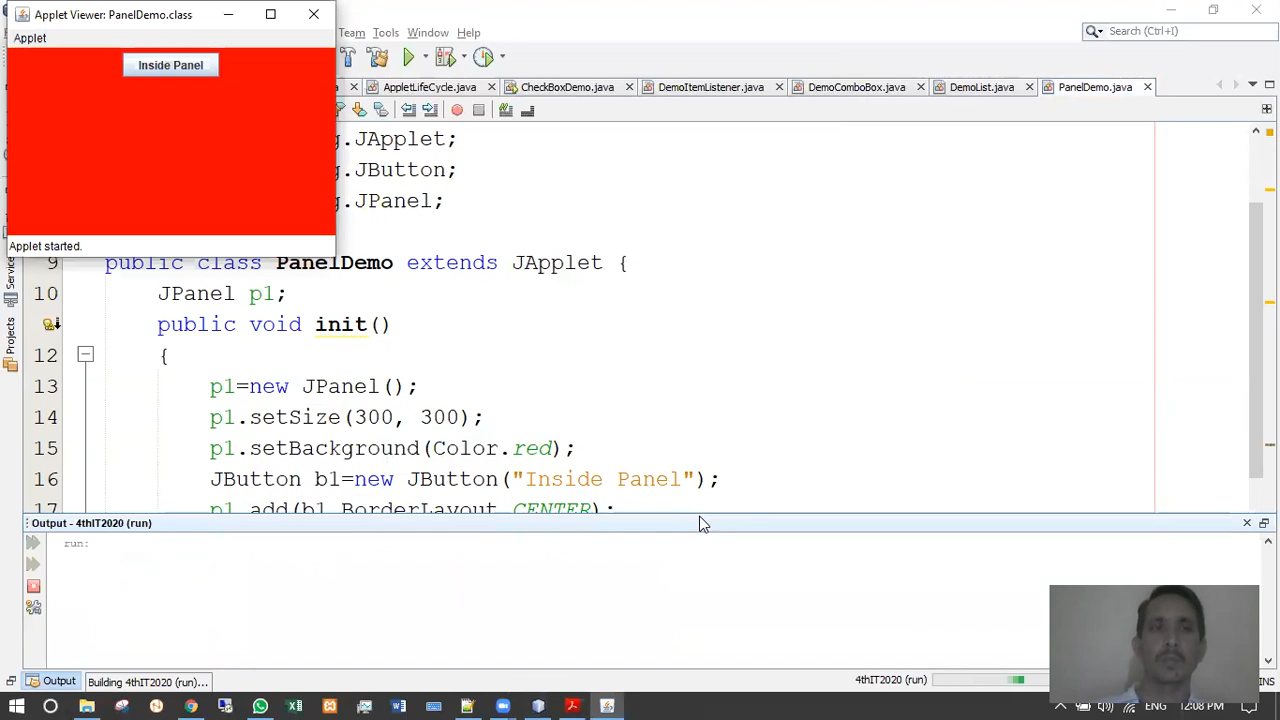 Applet Viewer: PanelDemo.class
Applet
Inside Panel
Applet started.
Team Tools Window Help
Search (Ctrl+I)
AppletLifeCycle.java CheckBoxDemo.java DemoItemListener.java DemoComboBox.java DemoList.java PanelDemo.java
g.JApplet;
g.JButton;
g.JPanel;
9 public class PanelDemo extends JApplet {
10 JPanel p1;
public void init()
12 {
13 p1=new JPanel();
14 p1.setSize(300, 300);
15 p1.setBackground(Color.red);
16 JButton b1=new JButton("Inside Panel");
17 p1.add(b1,BorderLayout.CENTER);
Services
Projects
Output - 4thIT2020 (run)
run:
Output Building 4thIT2020 (run)... 4thIT2020 (run) INS
ENG 12:08 PM